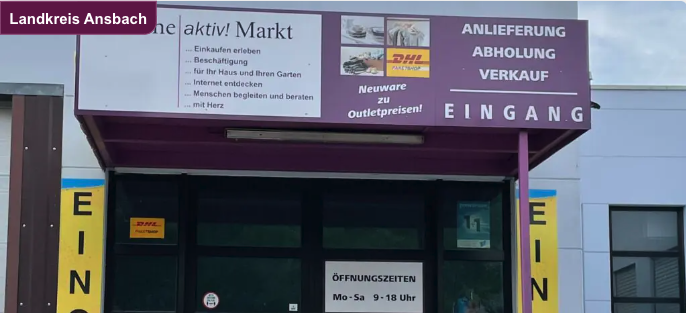 Landkreis Ansbach
ne aktiv! Markt
... Einkaufen erleben
... Beschäftigung
... für Ihr Haus und Ihren Garten
... Internet entdecken
... Menschen begleiten und beraten
... mit Herz
DHL
PAKETSHOP
Neuware
zu
Outletpreisen!
ANLIEFERUNG
ABHOLUNG
VERKAUF
EINGANG
DHL
EIN
EIN
ÖFFNUNGSZEITEN
Mo-Sa 9-18 Uhr